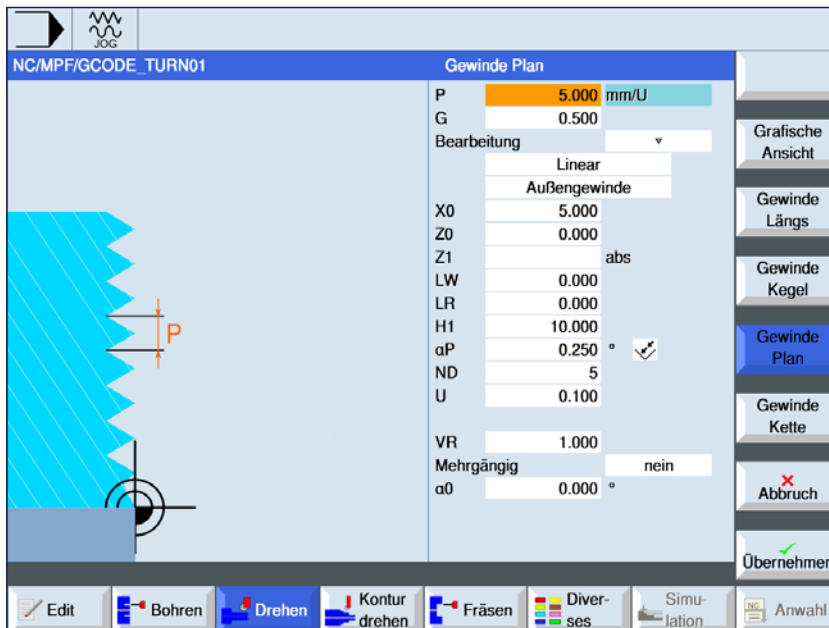 JOG
NC/MPF/GCODE_TURN01
Gewinde Plan
P 5.000 mm/U
G 0.500
Bearbeitung
Linear
Außengewinde
X0 5.000
Z0 0.000
Z1 abs
LW 0.000
LR 0.000
H1 10.000
αP 0.250 °
ND 5
U 0.100
VR 1.000
Mehrgängig nein
α0 0.000 °
P
Grafische
Ansicht
Gewinde
Längs
Gewinde
Kegel
Gewinde
Plan
Gewinde
Kette
Abbruch
Übernehmen
Edit
Bohren
Drehen
Kontur
drehen
Fräsen
Diver-
ses
Simu-
lation
NC
Anwahl